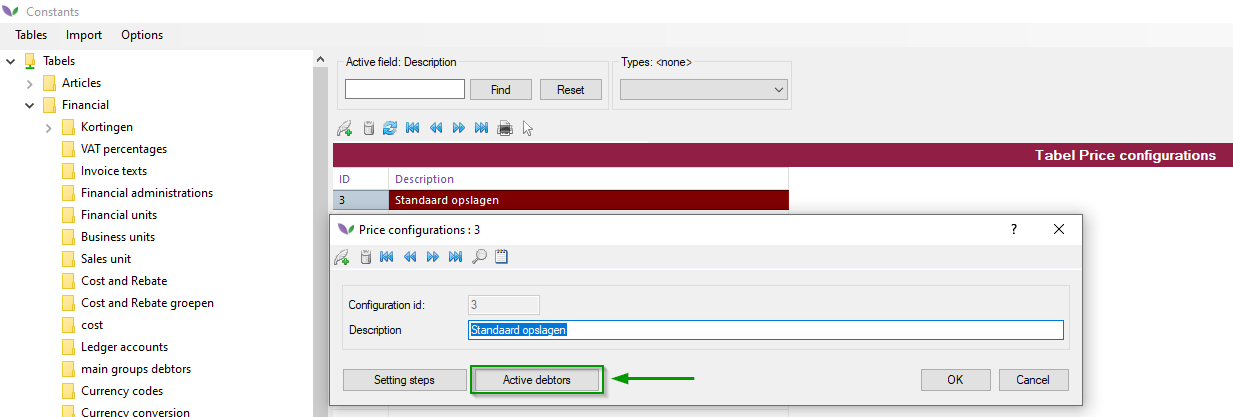 Constants
Tables Import Options
Tabels
Articles
Financial
Kortingen
VAT percentages
Invoice texts
Financial administrations
Financial units
Business units
Sales unit
Cost and Rebate
Cost and Rebate groepen
cost
Ledger accounts
main groups debtors
Currency codes
Currency conversion
Active field: Description
Find Reset
Types: <none>
Tabel Price configurations
ID Description
3 Standaard opslagen
Price configurations : 3 ?
Configuration id: 3
Description Standaard opslagen
Setting steps Active debtors OK Cancel